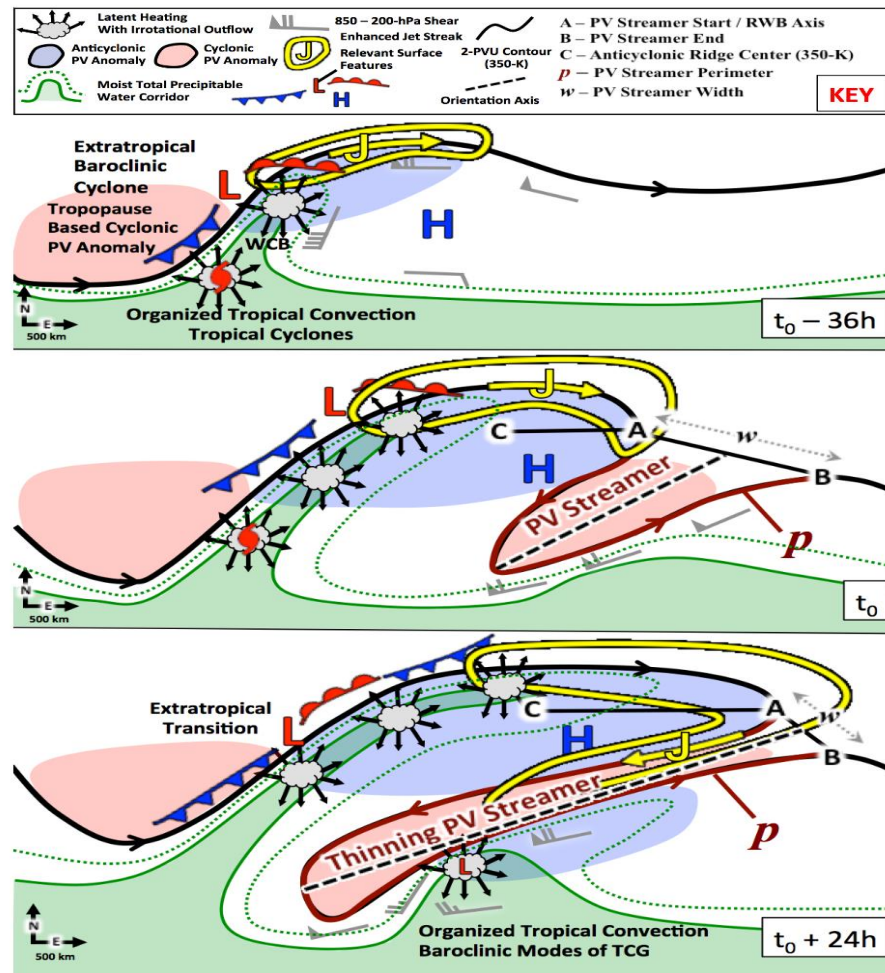 Latent Heating
With Irrotational Outflow
850 – 200-hPa Shear
Enhanced Jet Streak
J
Relevant Surface
Features
L
H
Anticyclonic
PV Anomaly
Cyclonic
PV Anomaly
Moist Total Precipitable
Water Corridor
2-PVU Contour
(350-K)
Orientation Axis
A – PV Streamer Start / RWB Axis
B – PV Streamer End
C – Anticyclonic Ridge Center (350-K)
p – PV Streamer Perimeter
w – PV Streamer Width
KEY
Extratropical
Baroclinic
Cyclone
L
J
Tropopause
Based Cyclonic
PV Anomaly
WCB
H
Organized Tropical Convection
Tropical Cyclones
N
E
500 km
t0 – 36h
L
J
C
A
w
H
B
PV Streamer
p
N
E
500 km
t0
Extratropical
Transition
L
C
A
w
H
J
B
Thinning PV Streamer
p
L
Organized Tropical Convection
Baroclinic Modes of TCG
N
E
500 km
t0 + 24h